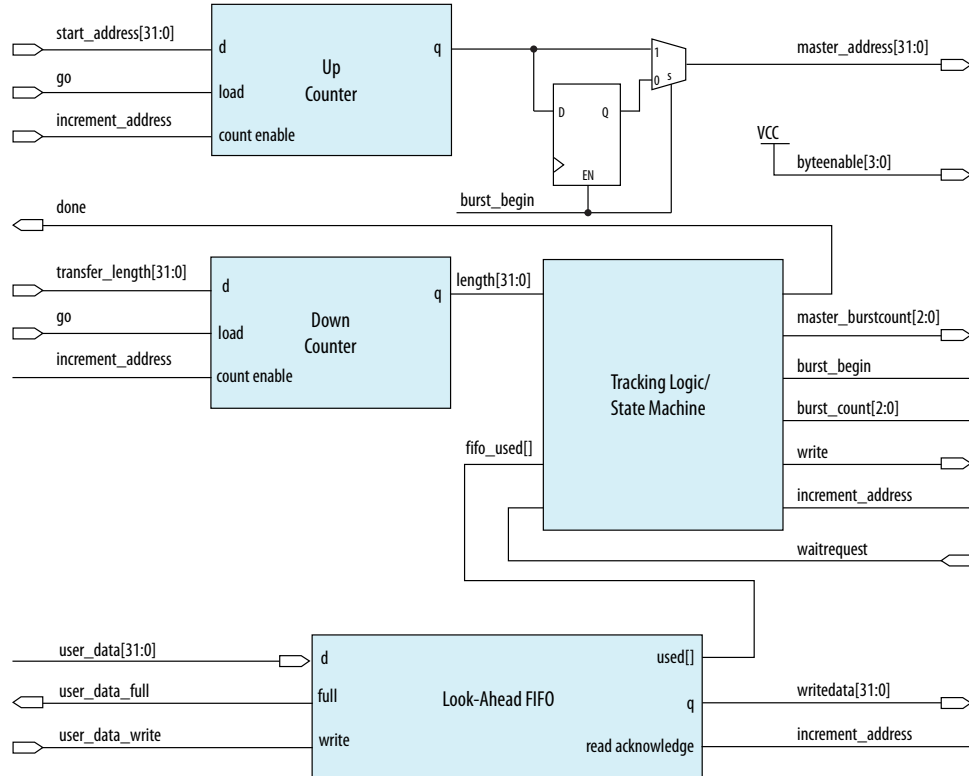 start_address[31:0]
d
q
go
load
Up
Counter
increment_address
count enable
1
0
s
master_address[31:0]
D
Q
EN
VCC
byteenable[3:0]
burst_begin
done
transfer_length[31:0]
d
q
length[31:0]
go
load
Down
Counter
increment_address
count enable
Tracking Logic/
State Machine
master_burstcount[2:0]
burst_begin
burst_count[2:0]
fifo_used[]
write
increment_address
waitrequest
user_data[31:0]
d
used[]
user_data_full
full
Look-Ahead FIFO
q
writedata[31:0]
user_data_write
write
read acknowledge
increment_address